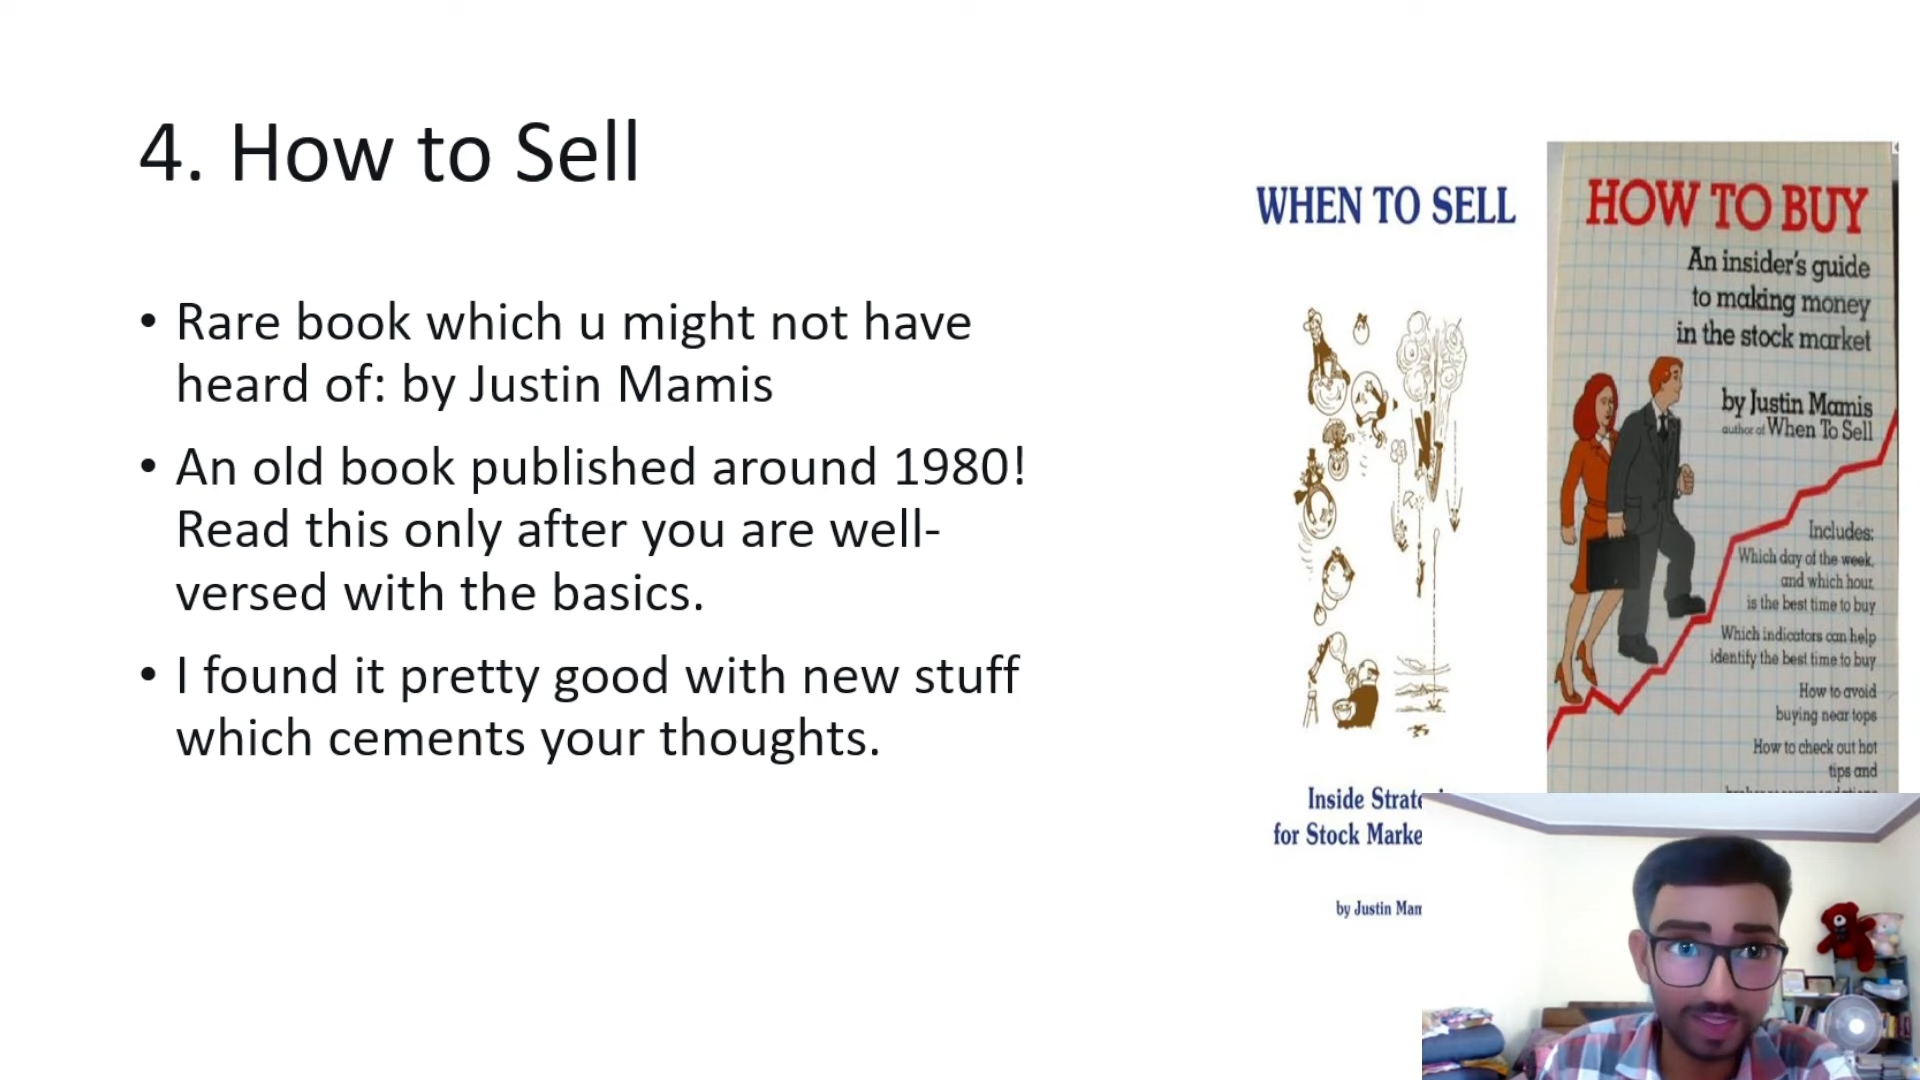 4. How to Sell
• Rare book which u might not have
heard of: by Justin Mamis
• An old book published around 1980!
Read this only after you are well-
versed with the basics.
• I found it pretty good with new stuff
which cements your thoughts.
WHEN TO SELL
Inside
for Stock
by Justin
HOW TO BUY
An insider's guide
to making money
in the stock market
by Justin Mamis
author of When To Sell
Includes:
Which day of the week,
and which hour,
is the best time to buy
Which indicators can help
identify the best time to buy
How to avoid
buying near tops
How to check out hot
tips and